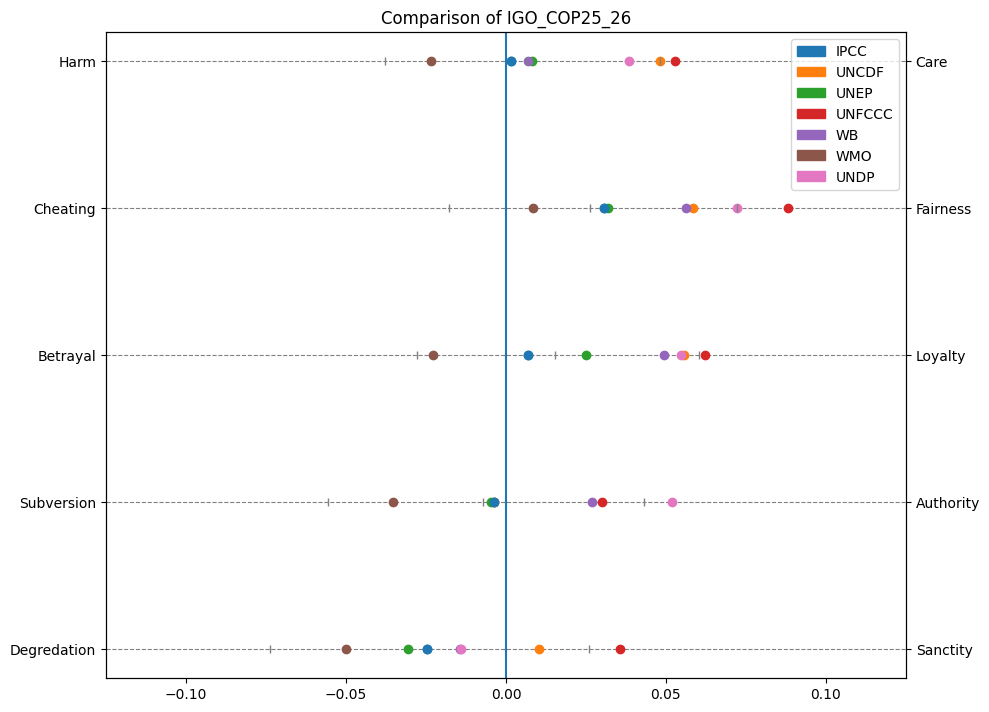 Comparison of IGO_COP25_26
IPCC
UNCDF
UNEP
UNFCCC
WB
WMO
UNDP
Harm
Care
Cheating
Fairness
Betrayal
Loyalty
Subversion
Authority
Degredation
Sanctity
−0.10
−0.05
0.00
0.05
0.10